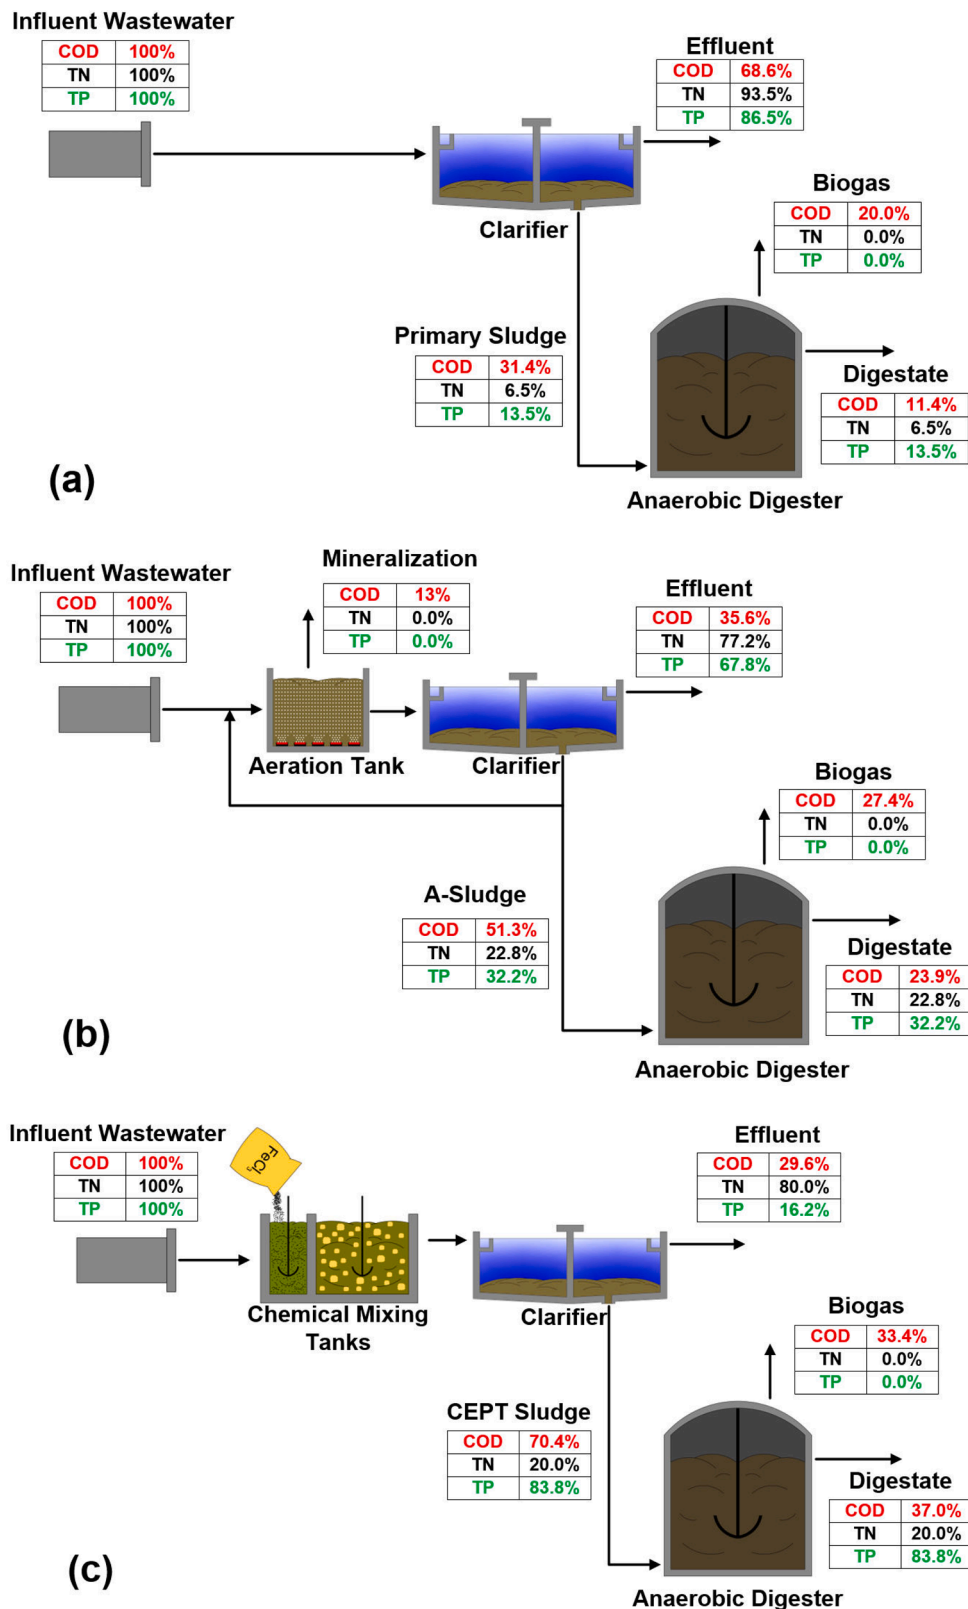 Influent Wastewater
COD 100%
TN 100%
TP 100%
Effluent
COD 68.6%
TN 93.5%
TP 86.5%
Clarifier
Biogas
COD 20.0%
TN 0.0%
TP 0.0%
Primary Sludge
COD 31.4%
TN 6.5%
TP 13.5%
Digestate
COD 11.4%
TN 6.5%
TP 13.5%
Anaerobic Digester
(a)
Influent Wastewater
COD 100%
TN 100%
TP 100%
Mineralization
COD 13%
TN 0.0%
TP 0.0%
Effluent
COD 35.6%
TN 77.2%
TP 67.8%
Aeration Tank
Clarifier
Biogas
COD 27.4%
TN 0.0%
TP 0.0%
A-Sludge
COD 51.3%
TN 22.8%
TP 32.2%
Digestate
COD 23.9%
TN 22.8%
TP 32.2%
Anaerobic Digester
(b)
Influent Wastewater
COD 100%
TN 100%
TP 100%
FeCl3
Effluent
COD 29.6%
TN 80.0%
TP 16.2%
Chemical Mixing
Tanks
Clarifier
Biogas
COD 33.4%
TN 0.0%
TP 0.0%
CEPT Sludge
COD 70.4%
TN 20.0%
TP 83.8%
Digestate
COD 37.0%
TN 20.0%
TP 83.8%
Anaerobic Digester
(c)